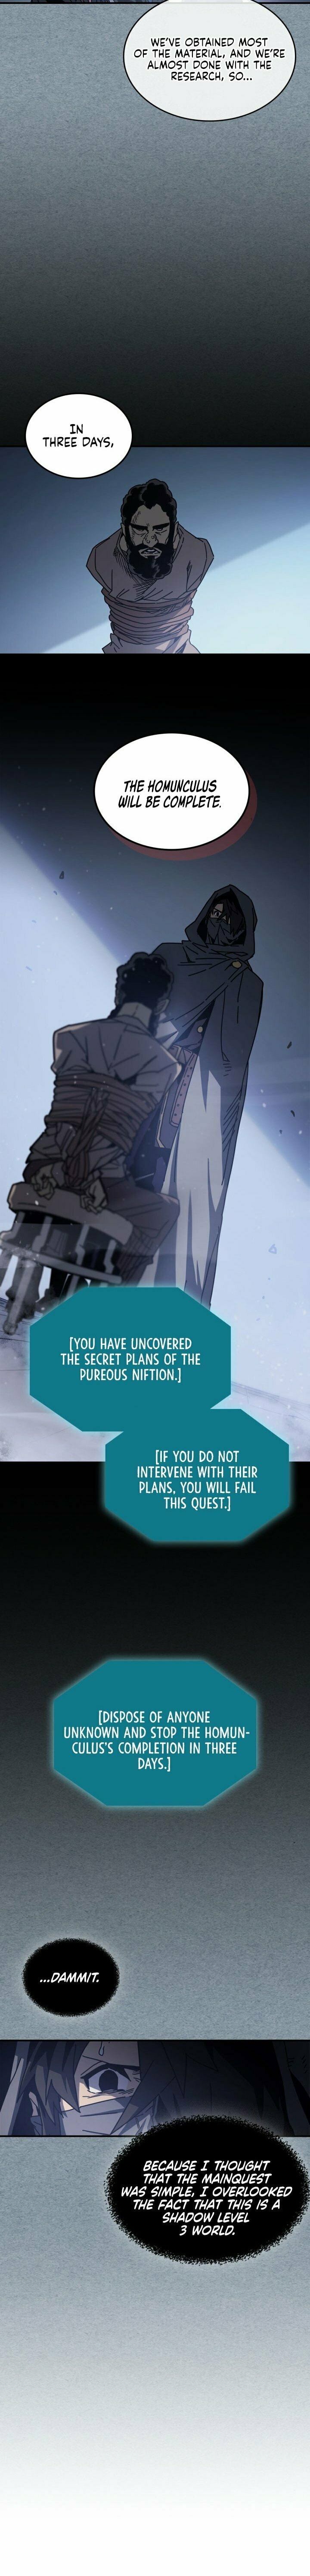 WE'VE OBTAINED MOST
OF THE MATERIAL, AND WE'RE
ALMOST DONE WITH THE
RESEARCH, SO...
IN
THREE DAYS,
THE HOMUNCULUS
WILL BE COMPLETE.
[YOU HAVE UNCOVERED
THE SECRET PLANS OF THE
PUREOUS NIFTION.]
[IF YOU DO NOT
INTERVENE WITH THEIR
PLANS, YOU WILL FAIL
THIS QUEST.]
[DISPOSE OF ANYONE
UNKNOWN AND STOP THE HOMUN-
CULUS'S COMPLETION IN THREE
DAYS.]
...DAMMIT.
BECAUSE I THOUGHT
THAT THE MAINQUEST
WAS SIMPLE, I OVERLOOKED
THE FACT THAT THIS IS A
SHADOW LEVEL
3 WORLD.